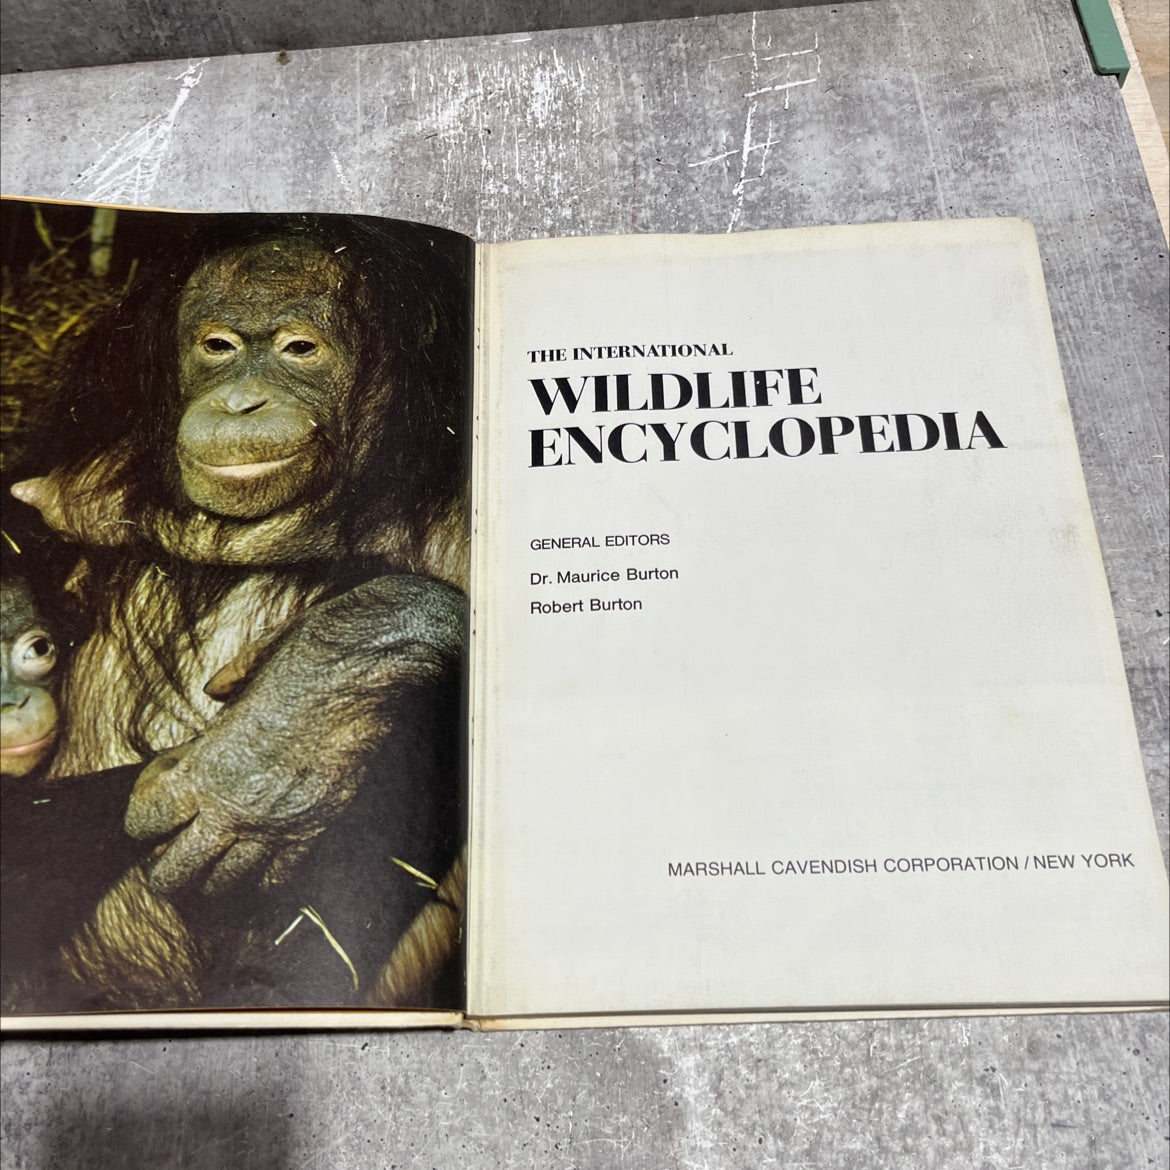 THE INTERNATIONAL
WILDLIFE
ENCYCLOPEDIA
GENERAL EDITORS
Dr. Maurice Burton
Robert Burton
MARSHALL CAVENDISH CORPORATION / NEW YORK